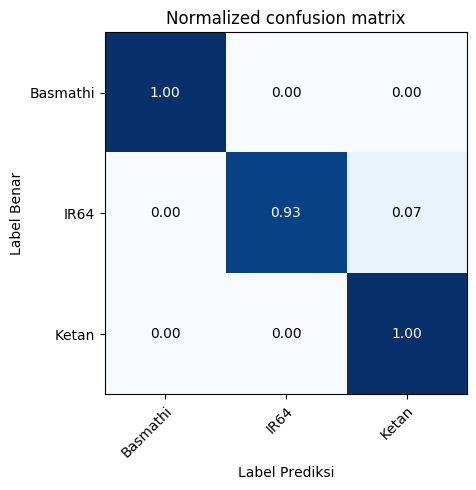 Normalized confusion matrix
Label Benar
Basmathi 1.00 0.00 0.00
IR64 0.00 0.93 0.07
Ketan 0.00 0.00 1.00
Basmathi IR64 Ketan
Label Prediksi